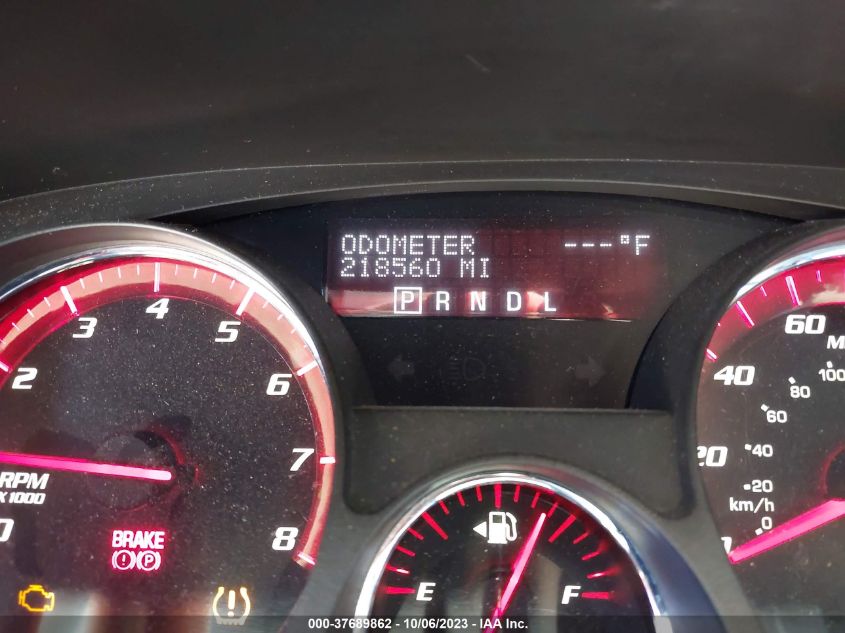 ODOMETER ---°F
218560 MI
P R N D L
2 3 4 5 6 7 8
RPM
X 1000
BRAKE
P
E F
20 40 60
20 40 60 80 100
km/h
0
000-37689862 - 10/06/2023 - IAA Inc.